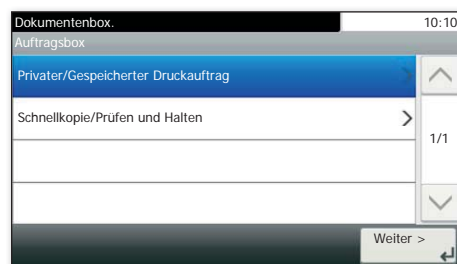 Dokumentenbox.
10:10
Auftragsbox
Privater/Gespeicherter Druckauftrag
Schnellkopie/Prüfen und Halten
1/1
Weiter >